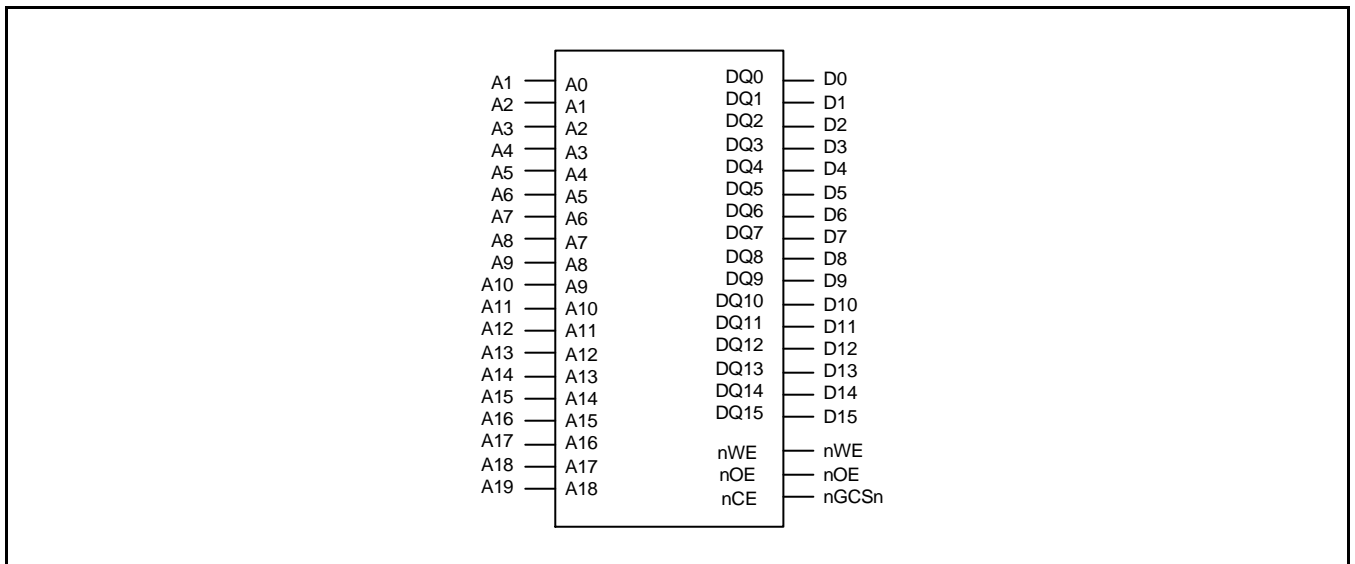 A1 A0 DQ0 D0
A2 A1 DQ1 D1
A3 A2 DQ2 D2
A4 A3 DQ3 D3
A5 A4 DQ4 D4
A6 A5 DQ5 D5
A7 A6 DQ6 D6
A8 A7 DQ7 D7
A9 A8 DQ8 D8
A10 A9 DQ9 D9
A11 A10 DQ10 D10
A12 A11 DQ11 D11
A13 A12 DQ12 D12
A14 A13 DQ13 D13
A15 A14 DQ14 D14
A16 A15 DQ15 D15
A17 A16 nWE nWE
A18 A17 nOE nOE
A19 A18 nCE nGCSn